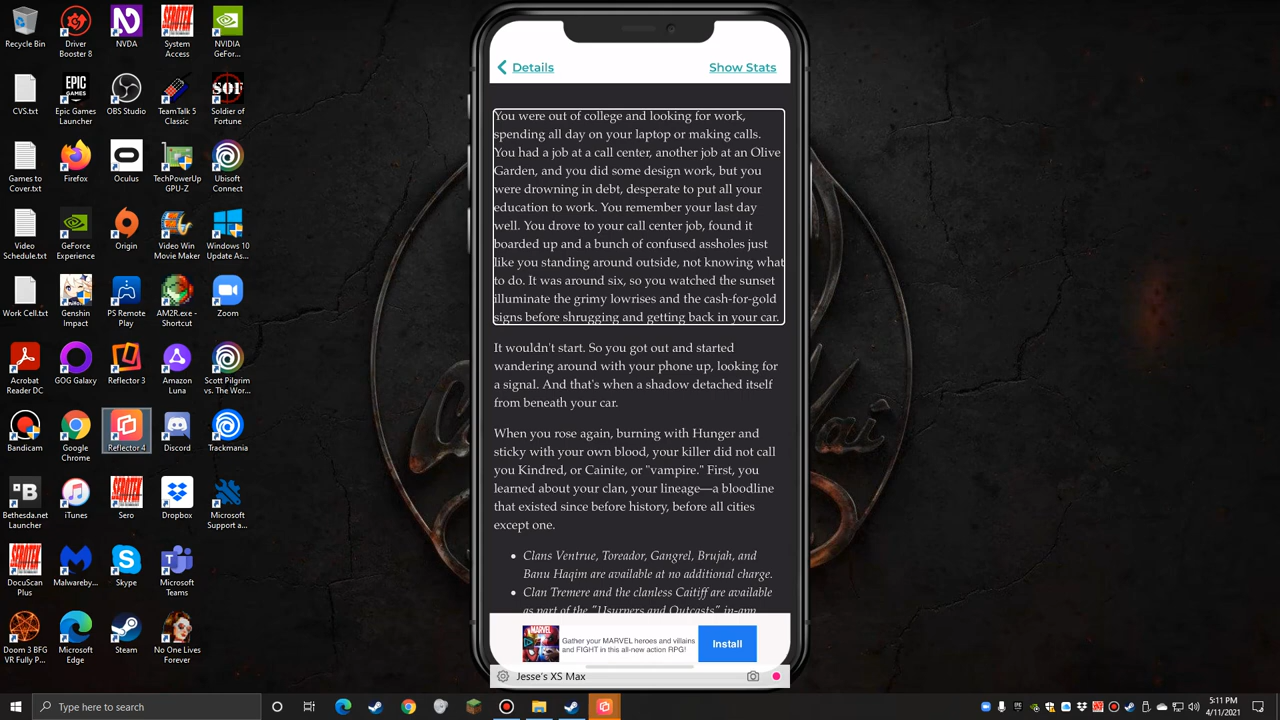 Recycle Bin
Driver
Booster 8
NVDA
System
Access
NVIDIA
GeFor...
CVS.txt
Epic Games
Launcher
OBS Studio
TeamTalk 5
Classic
Soldier of
Fortune
Games to
Cover.txt
Firefox
Oculus
TechPowerUp
GPU-Z
Ubisoft
Connect
Video
Schedule.txt
GeForce
Experience
Origin
Video Win
Movie Maker
Windows 10
Update As...
Work Cell.txt
Genshin
Impact
PS Remote
Play
AM2R.exe -
Shortcut
Zoom
Acrobat
Reader DC
GOG Galaxy
Reflector 3
Amazon
Luna
Scott Pilgrim
vs. The Wor...
Bandicam
Google
Chrome
Reflector 4
Discord
Trackmania
Bethesda.net
Launcher
iTunes
Sero
Dropbox
Microsoft
Support a...
DocuScan
Plus
Malwareby...
Skype
Microsoft
Teams
Doom 3 BFG
VR Fully P...
Microsoft
Edge
Steam
No One Lives
Forever
Details
Show Stats
You were out of college and looking for work,
spending all day on your laptop or making calls.
You had a job at a call center, another job at an Olive
Garden, and you did some design work, but you
were drowning in debt, desperate to put all your
education to work. You remember your last day
well. You drove to your call center job, found it
boarded up and a bunch of confused assholes just
like you standing around outside, not knowing what
to do. It was around six, so you watched the sunset
illuminate the grimy lowrises and the cash-for-gold
signs before shrugging and getting back in your car.
It wouldn't start. So you got out and started
wandering around with your phone up, looking for
a signal. And that's when a shadow detached itself
from beneath your car.
When you rose again, burning with Hunger and
sticky with your own blood, your killer did not call
you Kindred, or Cainite, or "vampire." First, you
learned about your clan, your lineage—a bloodline
that existed since before history, before all cities
except one.
• Clans Ventrue, Toreador, Gangrel, Brujah, and
Banu Haqim are available at no additional charge.
• Clan Tremere and the clanless Caitiff are available
as part of the "Usurpers and Outcasts" in-app
MARVEL
Gather your MARVEL heroes and villains
and FIGHT in this all-new action RPG!
Install
Jesse's XS Max
Type here to search
5:11 PM
4/11/2021